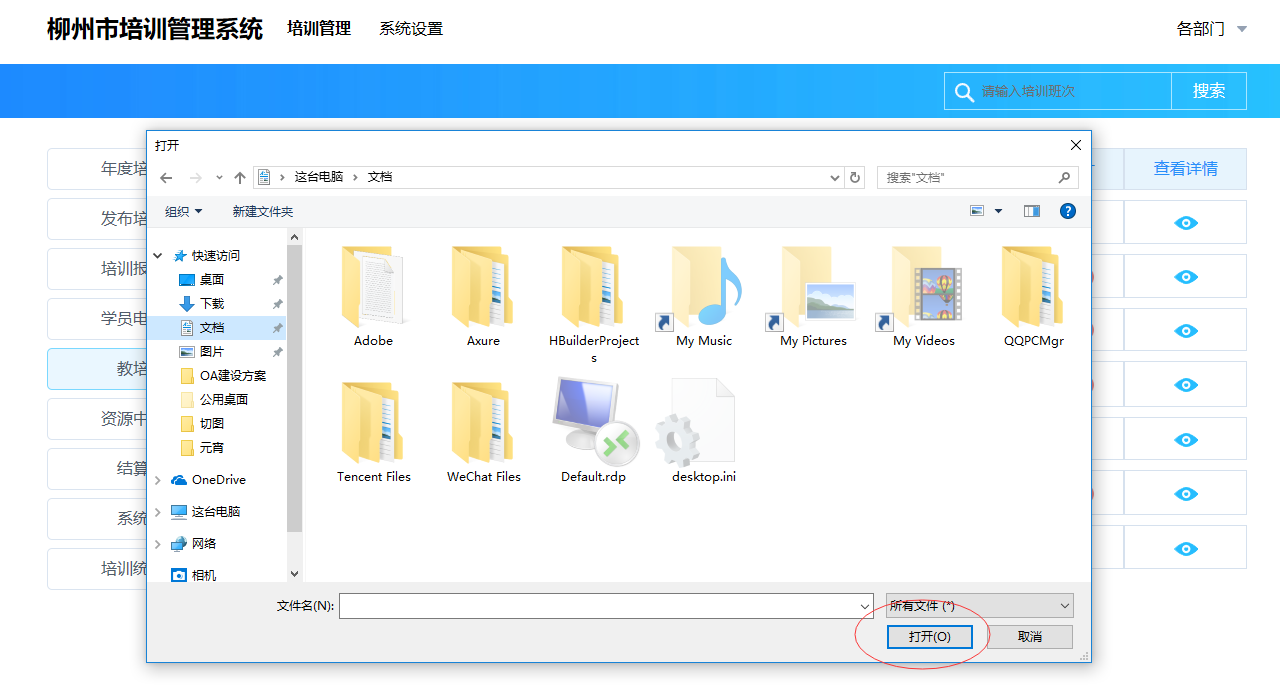 柳州市培训管理系统 培训管理 系统设置 各部门
请输入培训班次 搜索
打开
这台电脑 文档 搜索"文档"
组织 新建文件夹
年度培
发布培
培训报
学员电
教培
资源中
结算
系统
培训统
查看详情
快速访问
桌面
下载
文档
图片
OA建设方案
公用桌面
切图
元宵
OneDrive
这台电脑
网络
相机
Adobe
Axure
HBuilderProject
s
My Music
My Pictures
My Videos
QQPCMgr
Tencent Files
WeChat Files
Default.rdp
desktop.ini
文件名(N): 所有文件 (*)
打开(O) 取消